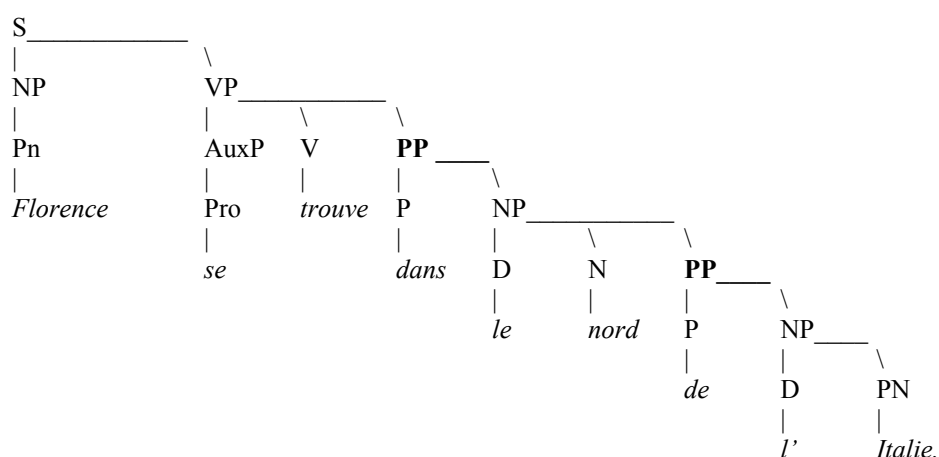 S
NP VP
Pn AuxP V PP
Florence Pro trouve P NP
se dans D N PP
le nord P NP
de D PN
l’ Italie.